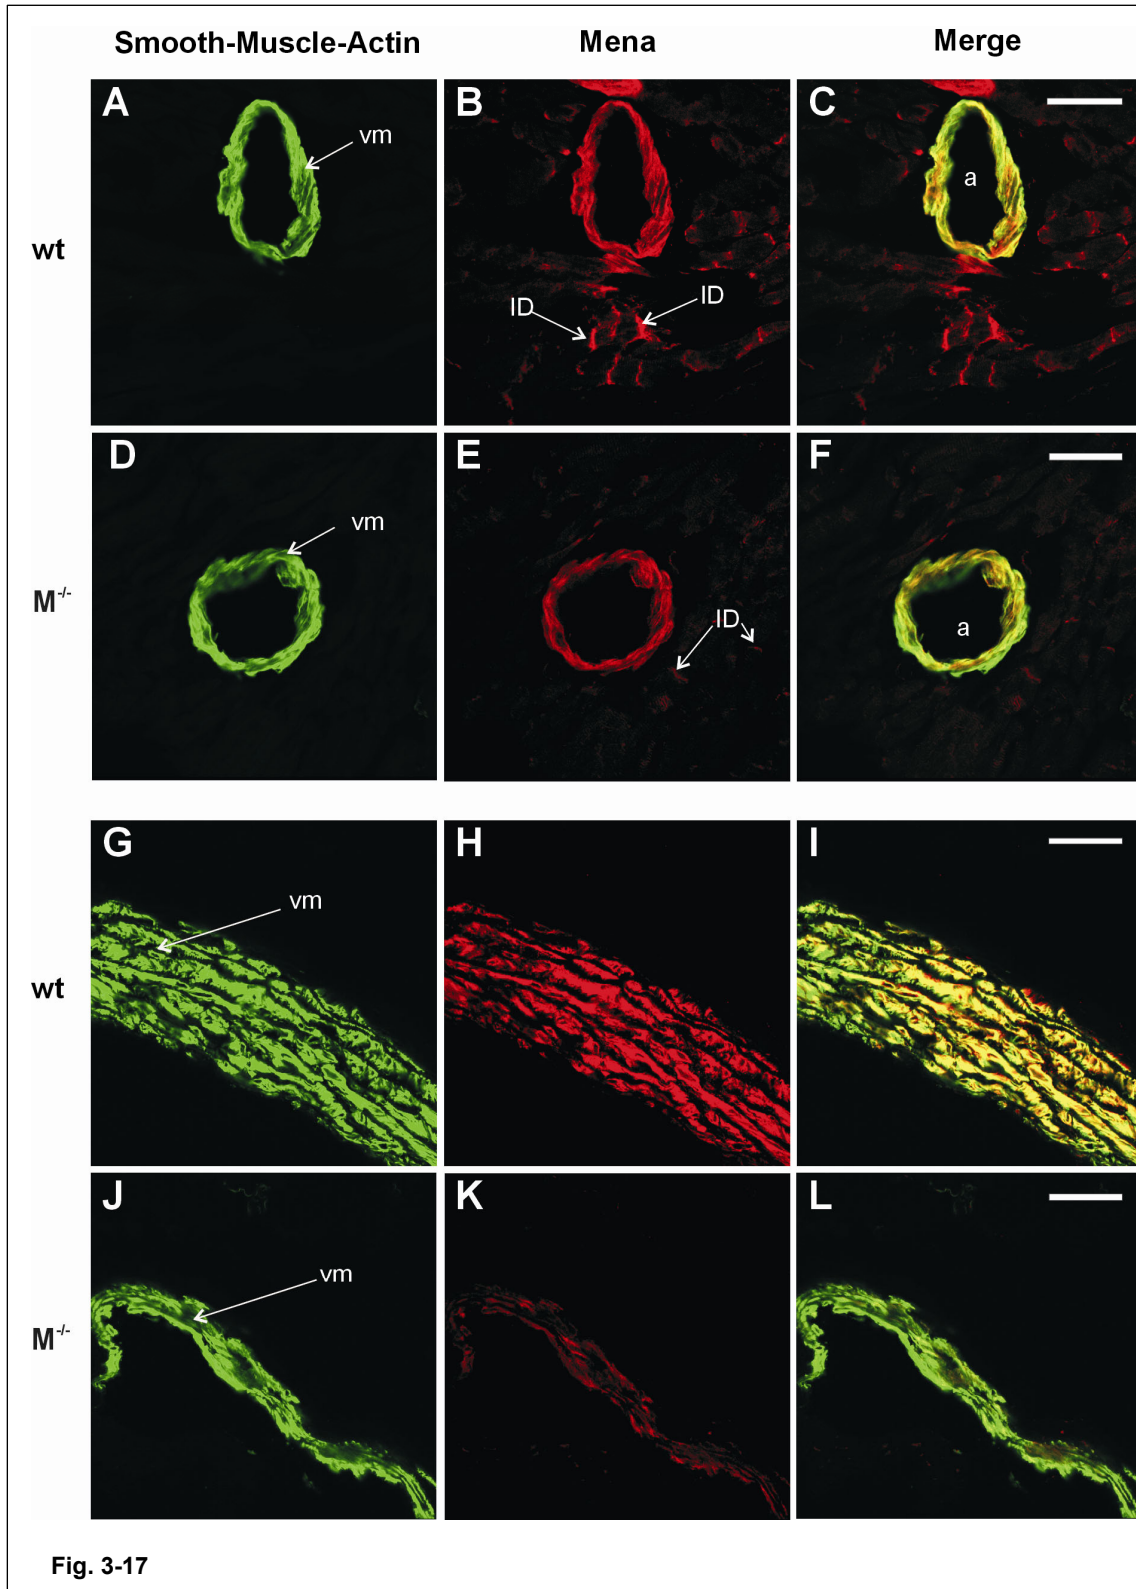 Smooth-Muscle-Actin Mena Merge
A B C
vm
a
wt
ID ID
D E F
vm
M-/-
ID
a
G H I
vm
wt
J K L
vm
M-/-
Fig. 3-17